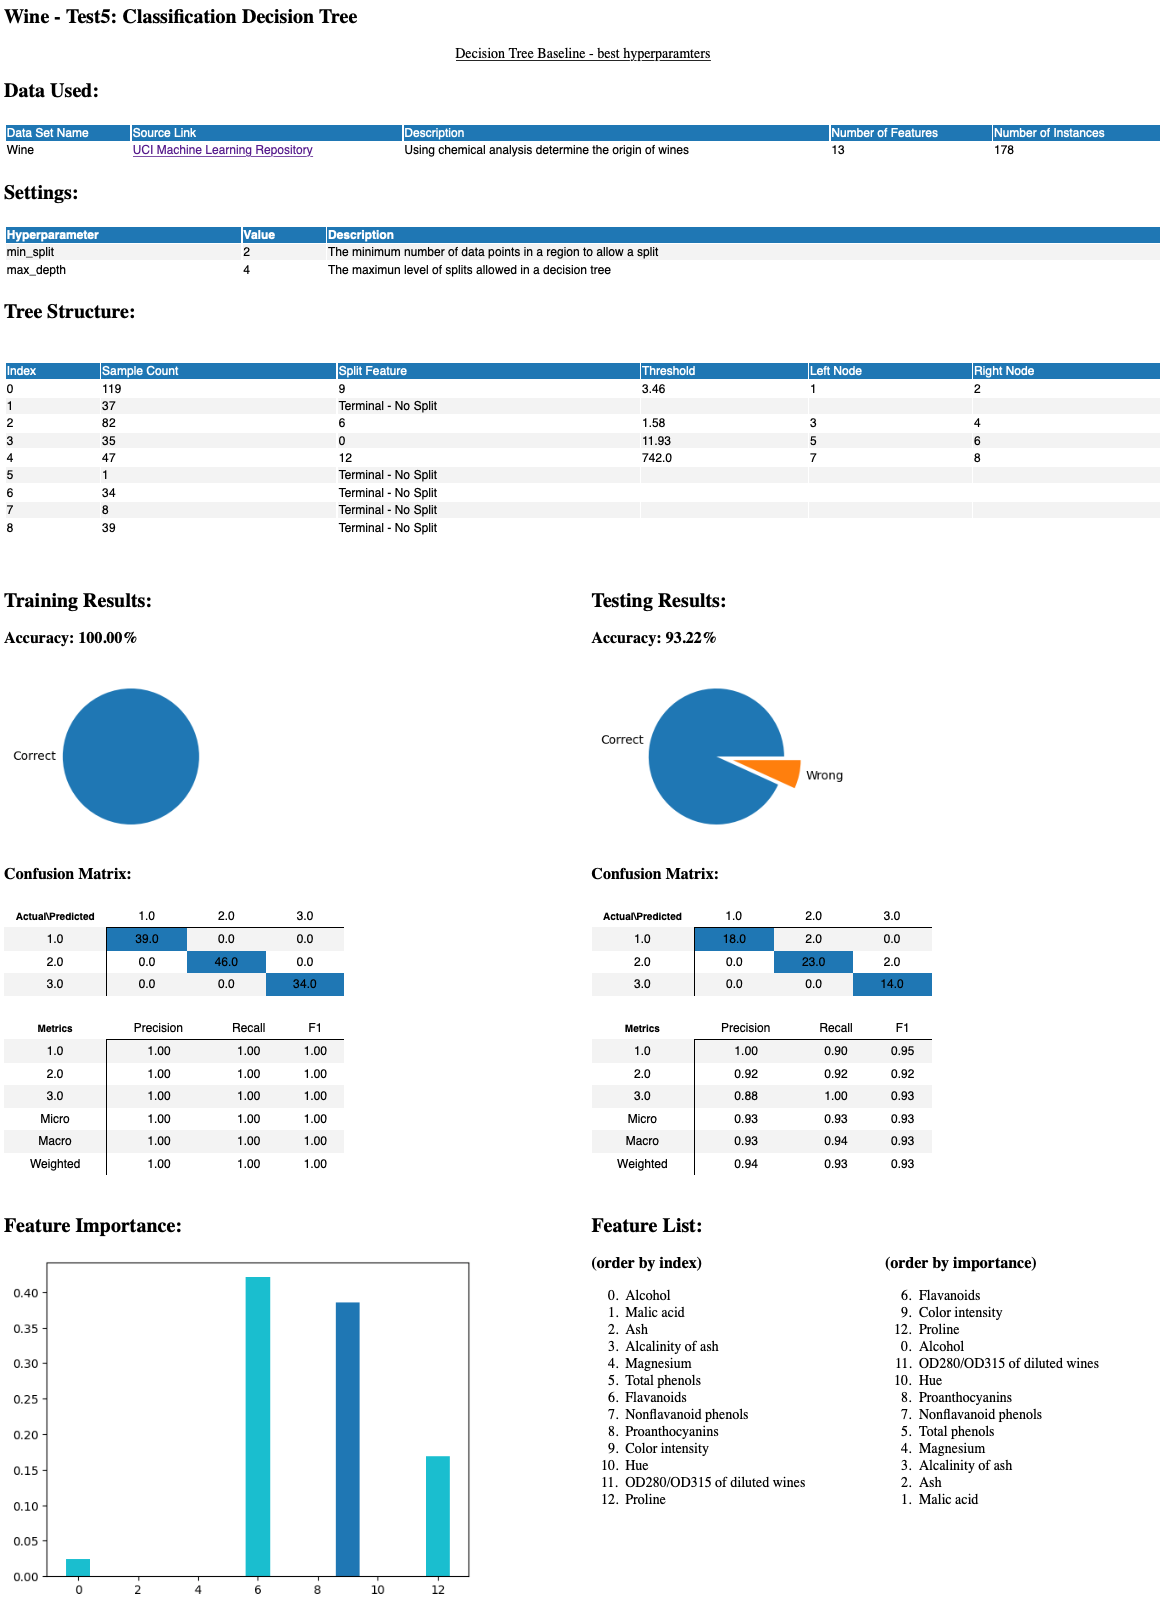 Wine - Test5: Classification Decision Tree
Decision Tree Baseline - best hyperparamters
Data Used:
Data Set Name Source Link Description Number of Features Number of Instances
Wine UCI Machine Learning Repository Using chemical analysis determine the origin of wines 13 178
Settings:
Hyperparameter Value Description
min_split 2 The minimum number of data points in a region to allow a split
max_depth 4 The maximun level of splits allowed in a decision tree
Tree Structure:
Index Sample Count Split Feature Threshold Left Node Right Node
0 119 9 3.46 1 2
1 37 Terminal - No Split
2 82 6 1.58 3 4
3 35 0 11.93 5 6
4 47 12 742.0 7 8
5 1 Terminal - No Split
6 34 Terminal - No Split
7 8 Terminal - No Split
8 39 Terminal - No Split
Training Results:
Accuracy: 100.00%
Correct
Confusion Matrix:
Actual\Predicted 1.0 2.0 3.0
1.0 39.0 0.0 0.0
2.0 0.0 46.0 0.0
3.0 0.0 0.0 34.0
Metrics Precision Recall F1
1.0 1.00 1.00 1.00
2.0 1.00 1.00 1.00
3.0 1.00 1.00 1.00
Micro 1.00 1.00 1.00
Macro 1.00 1.00 1.00
Weighted 1.00 1.00 1.00
Testing Results:
Accuracy: 93.22%
Correct
Wrong
Confusion Matrix:
Actual\Predicted 1.0 2.0 3.0
1.0 18.0 2.0 0.0
2.0 0.0 23.0 2.0
3.0 0.0 0.0 14.0
Metrics Precision Recall F1
1.0 1.00 0.90 0.95
2.0 0.92 0.92 0.92
3.0 0.88 1.00 0.93
Micro 0.93 0.93 0.93
Macro 0.93 0.94 0.93
Weighted 0.94 0.93 0.93
Feature Importance:
0.40
0.35
0.30
0.25
0.20
0.15
0.10
0.05
0.00
0 2 4 6 8 10 12
Feature List:
(order by index)
0. Alcohol
1. Malic acid
2. Ash
3. Alcalinity of ash
4. Magnesium
5. Total phenols
6. Flavanoids
7. Nonflavanoid phenols
8. Proanthocyanins
9. Color intensity
10. Hue
11. OD280/OD315 of diluted wines
12. Proline
(order by importance)
6. Flavanoids
9. Color intensity
12. Proline
0. Alcohol
11. OD280/OD315 of diluted wines
10. Hue
8. Proanthocyanins
7. Nonflavanoid phenols
5. Total phenols
4. Magnesium
3. Alcalinity of ash
2. Ash
1. Malic acid